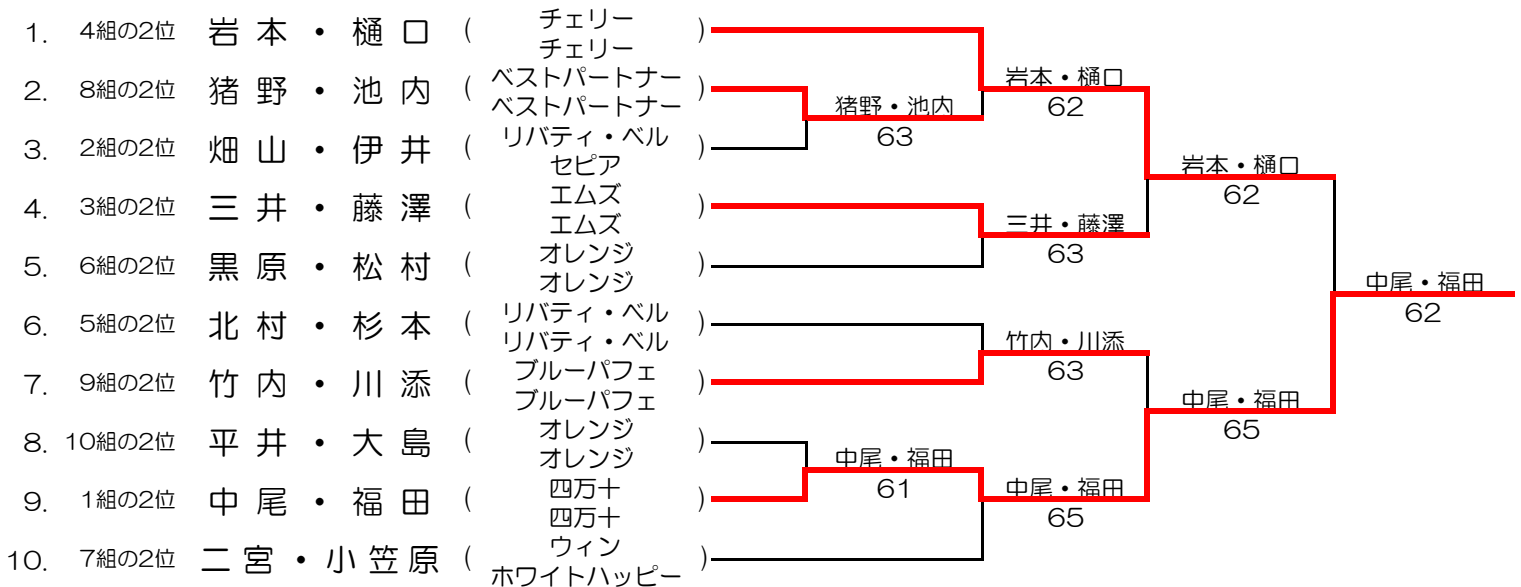 1. 4組の2位 岩本・樋口 ( チェリー チェリー )
2. 8組の2位 猪野・池内 ( ベストパートナー ベストパートナー )
3. 2組の2位 畑山・伊井 ( リバティ・ベル セピア )
4. 3組の2位 三井・藤澤 ( エムズ エムズ )
5. 6組の2位 黒原・松村 ( オレンジ オレンジ )
6. 5組の2位 北村・杉本 ( リバティ・ベル リバティ・ベル )
7. 9組の2位 竹内・川添 ( ブルーパフェ ブルーパフェ )
8. 10組の2位 平井・大島 ( オレンジ オレンジ )
9. 1組の2位 中尾・福田 ( 四万十 四万十 )
10. 7組の2位 二宮・小笠原 ( ウィン ホワイトハッピー )
猪野・池内
63
中尾・福田
61
岩本・樋口
62
三井・藤澤
63
竹内・川添
63
中尾・福田
65
岩本・樋口
62
中尾・福田
65
中尾・福田
62